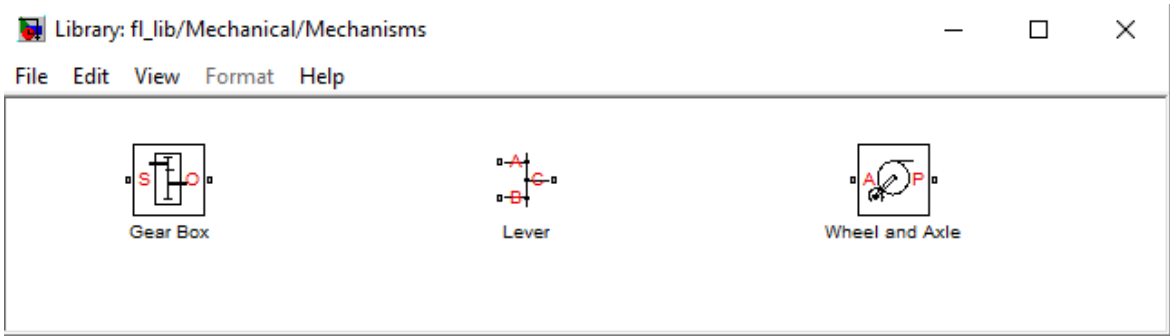 Library: fl_lib/Mechanical/Mechanisms
File Edit View Format Help
S O A B C A P
Gear Box Lever Wheel and Axle